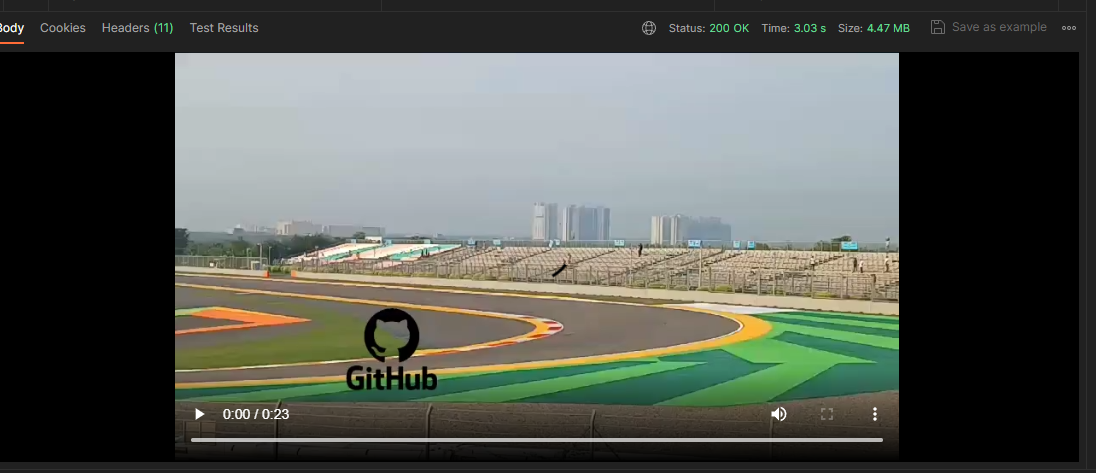 Body Cookies Headers (11) Test Results Status: 200 OK Time: 3.03 s Size: 4.47 MB Save as example
GitHub
0:00 / 0:23